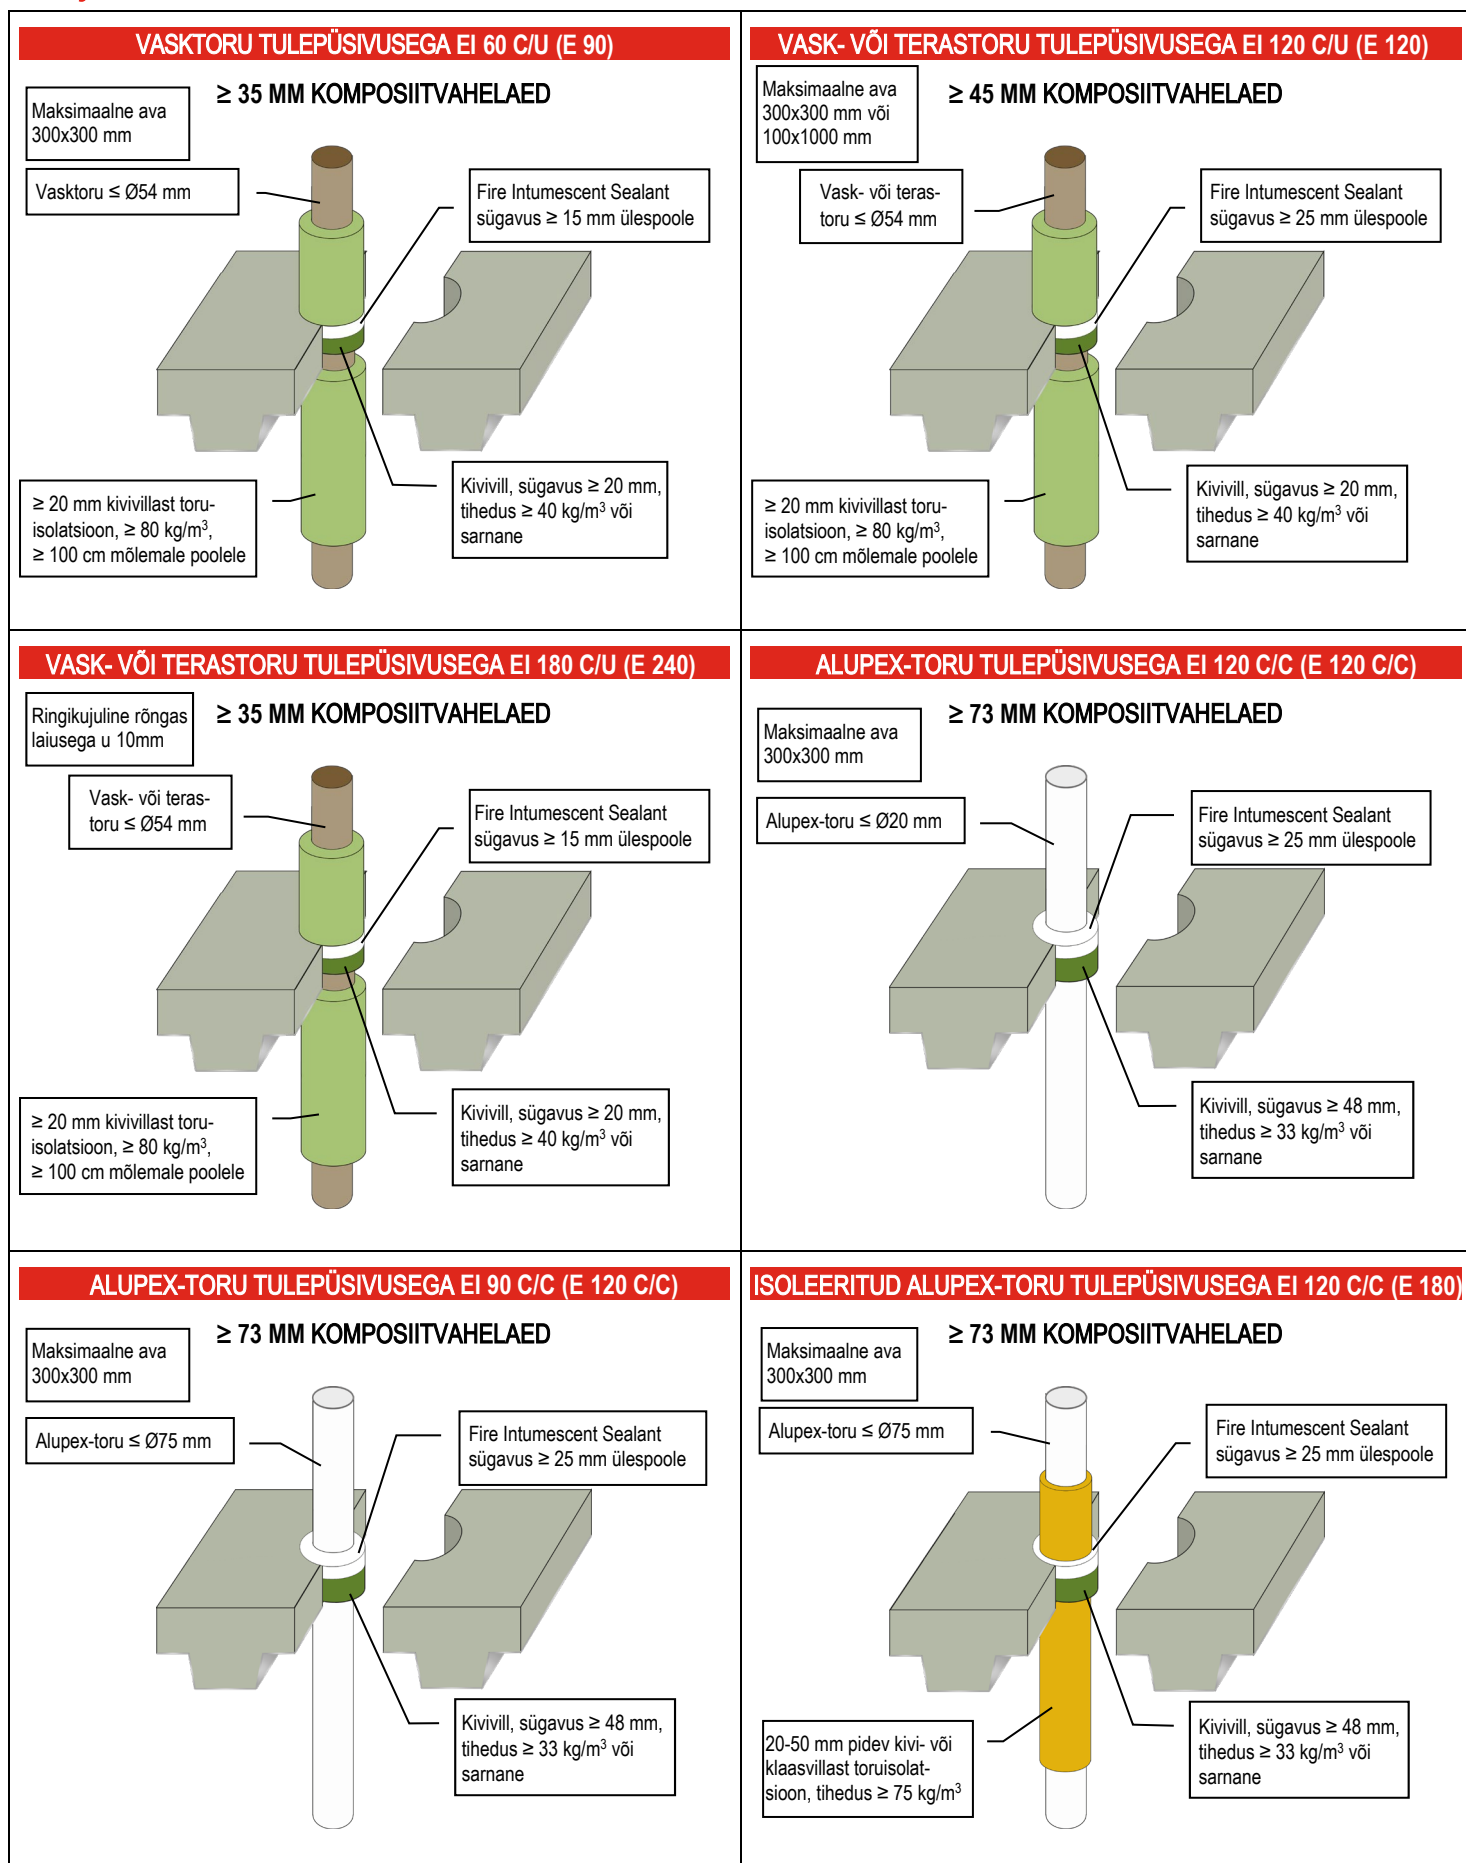 VASKTORU TULEPÜSIVUSEGA EI 60 C/U (E 90)
≥ 35 MM KOMPOSIITVAHELAED
Maksimaalne ava
300x300 mm
Vasktoru ≤ Ø54 mm
Fire Intumescent Sealant
sügavus ≥ 15 mm ülespoole
≥ 20 mm kivivillast toru-
isolatsioon, ≥ 80 kg/m³,
≥ 100 cm mõlemale poolele
Kivivill, sügavus ≥ 20 mm,
tihedus ≥ 40 kg/m³ või
sarnane
VASK- VÕI TERASTORU TULEPÜSIVUSEGA EI 120 C/U (E 120)
≥ 45 MM KOMPOSIITVAHELAED
Maksimaalne ava
300x300 mm või
100x1000 mm
Vask- või teras-
toru ≤ Ø54 mm
Fire Intumescent Sealant
sügavus ≥ 25 mm ülespoole
≥ 20 mm kivivillast toru-
isolatsioon, ≥ 80 kg/m³,
≥ 100 cm mõlemale poolele
Kivivill, sügavus ≥ 20 mm,
tihedus ≥ 40 kg/m³ või
sarnane
VASK- VÕI TERASTORU TULEPÜSIVUSEGA EI 180 C/U (E 240)
≥ 35 MM KOMPOSIITVAHELAED
Ringikujuline rõngas
laiusega u 10mm
Vask- või teras-
toru ≤ Ø54 mm
Fire Intumescent Sealant
sügavus ≥ 15 mm ülespoole
≥ 20 mm kivivillast toru-
isolatsioon, ≥ 80 kg/m³,
≥ 100 cm mõlemale poolele
Kivivill, sügavus ≥ 20 mm,
tihedus ≥ 40 kg/m³ või
sarnane
ALUPEX-TORU TULEPÜSIVUSEGA EI 120 C/C (E 120 C/C)
≥ 73 MM KOMPOSIITVAHELAED
Maksimaalne ava
300x300 mm
Alupex-toru ≤ Ø20 mm
Fire Intumescent Sealant
sügavus ≥ 25 mm ülespoole
Kivivill, sügavus ≥ 48 mm,
tihedus ≥ 33 kg/m³ või
sarnane
ALUPEX-TORU TULEPÜSIVUSEGA EI 90 C/C (E 120 C/C)
≥ 73 MM KOMPOSIITVAHELAED
Maksimaalne ava
300x300 mm
Alupex-toru ≤ Ø75 mm
Fire Intumescent Sealant
sügavus ≥ 25 mm ülespoole
Kivivill, sügavus ≥ 48 mm,
tihedus ≥ 33 kg/m³ või
sarnane
ISOLEERITUD ALUPEX-TORU TULEPÜSIVUSEGA EI 120 C/C (E 180)
≥ 73 MM KOMPOSIITVAHELAED
Maksimaalne ava
300x300 mm
Alupex-toru ≤ Ø75 mm
Fire Intumescent Sealant
sügavus ≥ 25 mm ülespoole
20-50 mm pidev kivi- või
klaasvillast toruisolat-
sioon, tihedus ≥ 75 kg/m³
Kivivill, sügavus ≥ 48 mm,
tihedus ≥ 33 kg/m³ või
sarnane